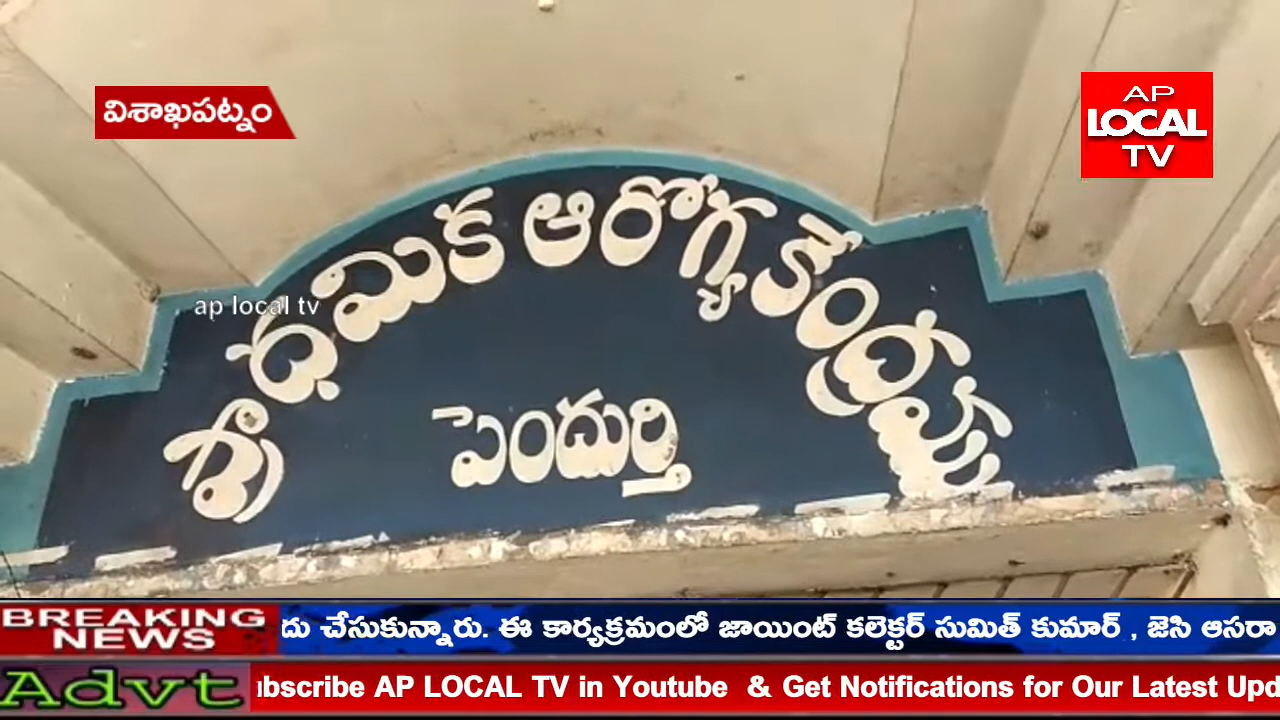 విశాఖపట్నం
AP
LOCAL
TV
ప్రాథమిక ఆరోగ్య కేంద్రము
ap local tv
పెందుర్తి
BREAKING
NEWS
దు చేసుకున్నారు. ఈ కార్యక్రమంలో జాయింట్ కలెక్టర్ సుమిత్ కుమార్ , జెసి ఆసరా
Advt
ubscribe AP LOCAL TV in Youtube & Get Notifications for Our Latest Upd